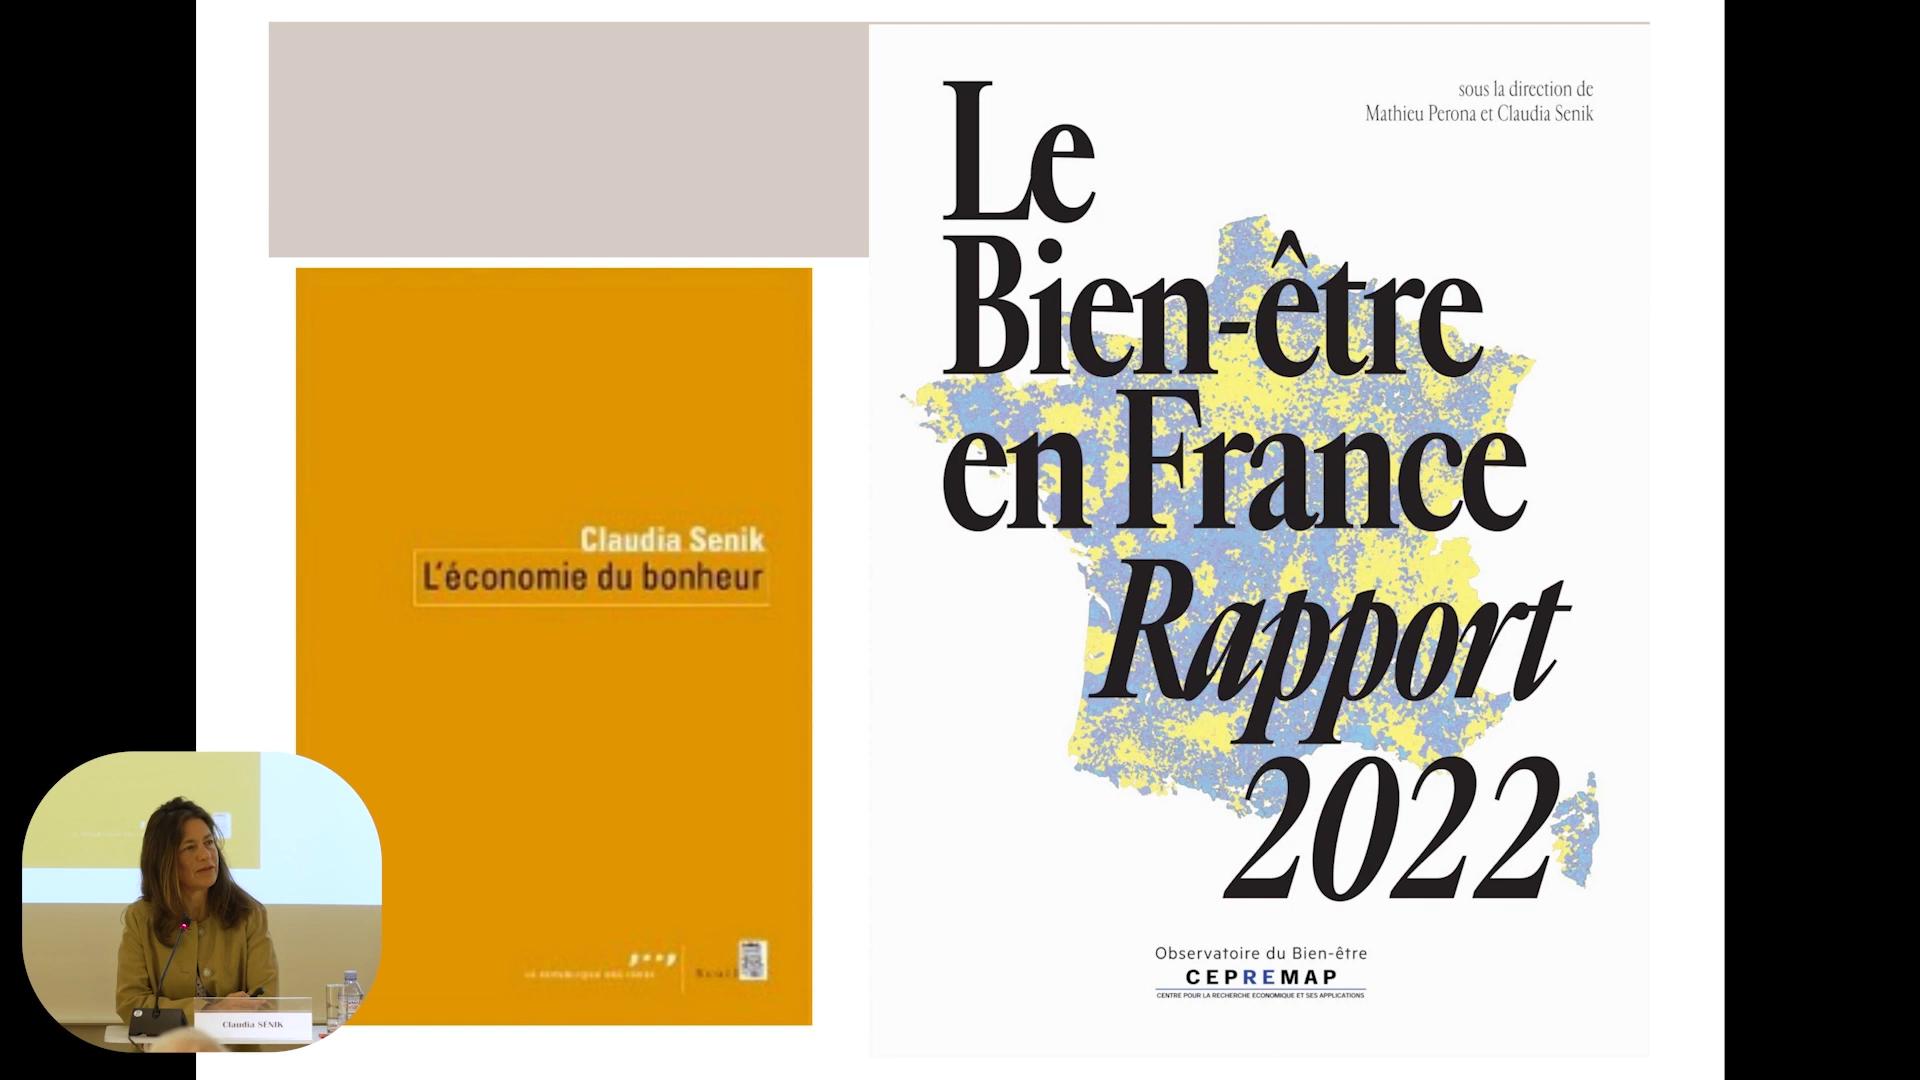 Claudia Senik
L'économie du bonheur
Seuil
sous la direction de
Mathieu Perona et Claudia Senik
Le
Bien-être
en France
Rapport
2022
Observatoire du Bien-être
CEPREMAP
CENTRE POUR LA RECHERCHE ECONOMIQUE ET SES APPLICATIONS
Claudia SENIK